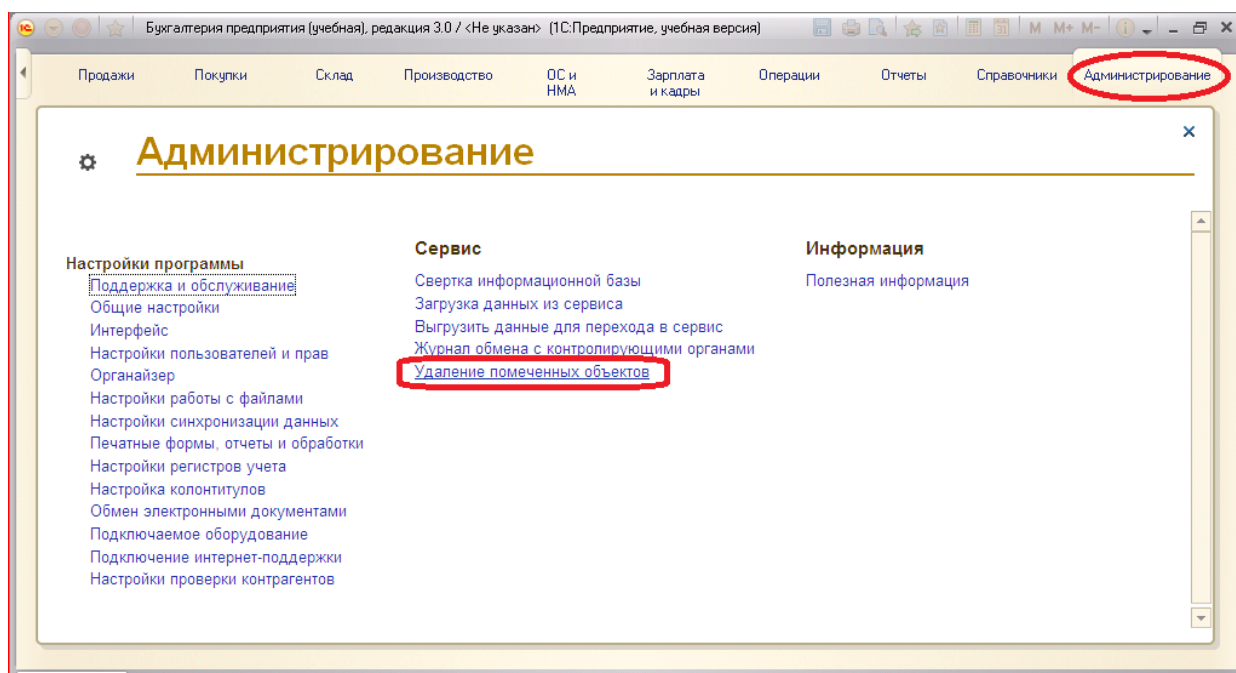 Бухгалтерия предприятия (учебная), редакция 3.0 / <Не указан> (1С:Предприятие, учебная версия)
M M+ M-
Продажи Покупки Склад Производство ОС и НМА Зарплата и кадры Операции Отчеты Справочники Администрирование
Администрирование
Настройки программы
Поддержка и обслуживание
Общие настройки
Интерфейс
Настройки пользователей и прав
Органайзер
Настройки работы с файлами
Настройки синхронизации данных
Печатные формы, отчеты и обработки
Настройки регистров учета
Настройка колонтитулов
Обмен электронными документами
Подключаемое оборудование
Подключение интернет-поддержки
Настройки проверки контрагентов
Сервис
Свертка информационной базы
Загрузка данных из сервиса
Выгрузить данные для перехода в сервис
Журнал обмена с контролирующими органами
Удаление помеченных объектов
Информация
Полезная информация